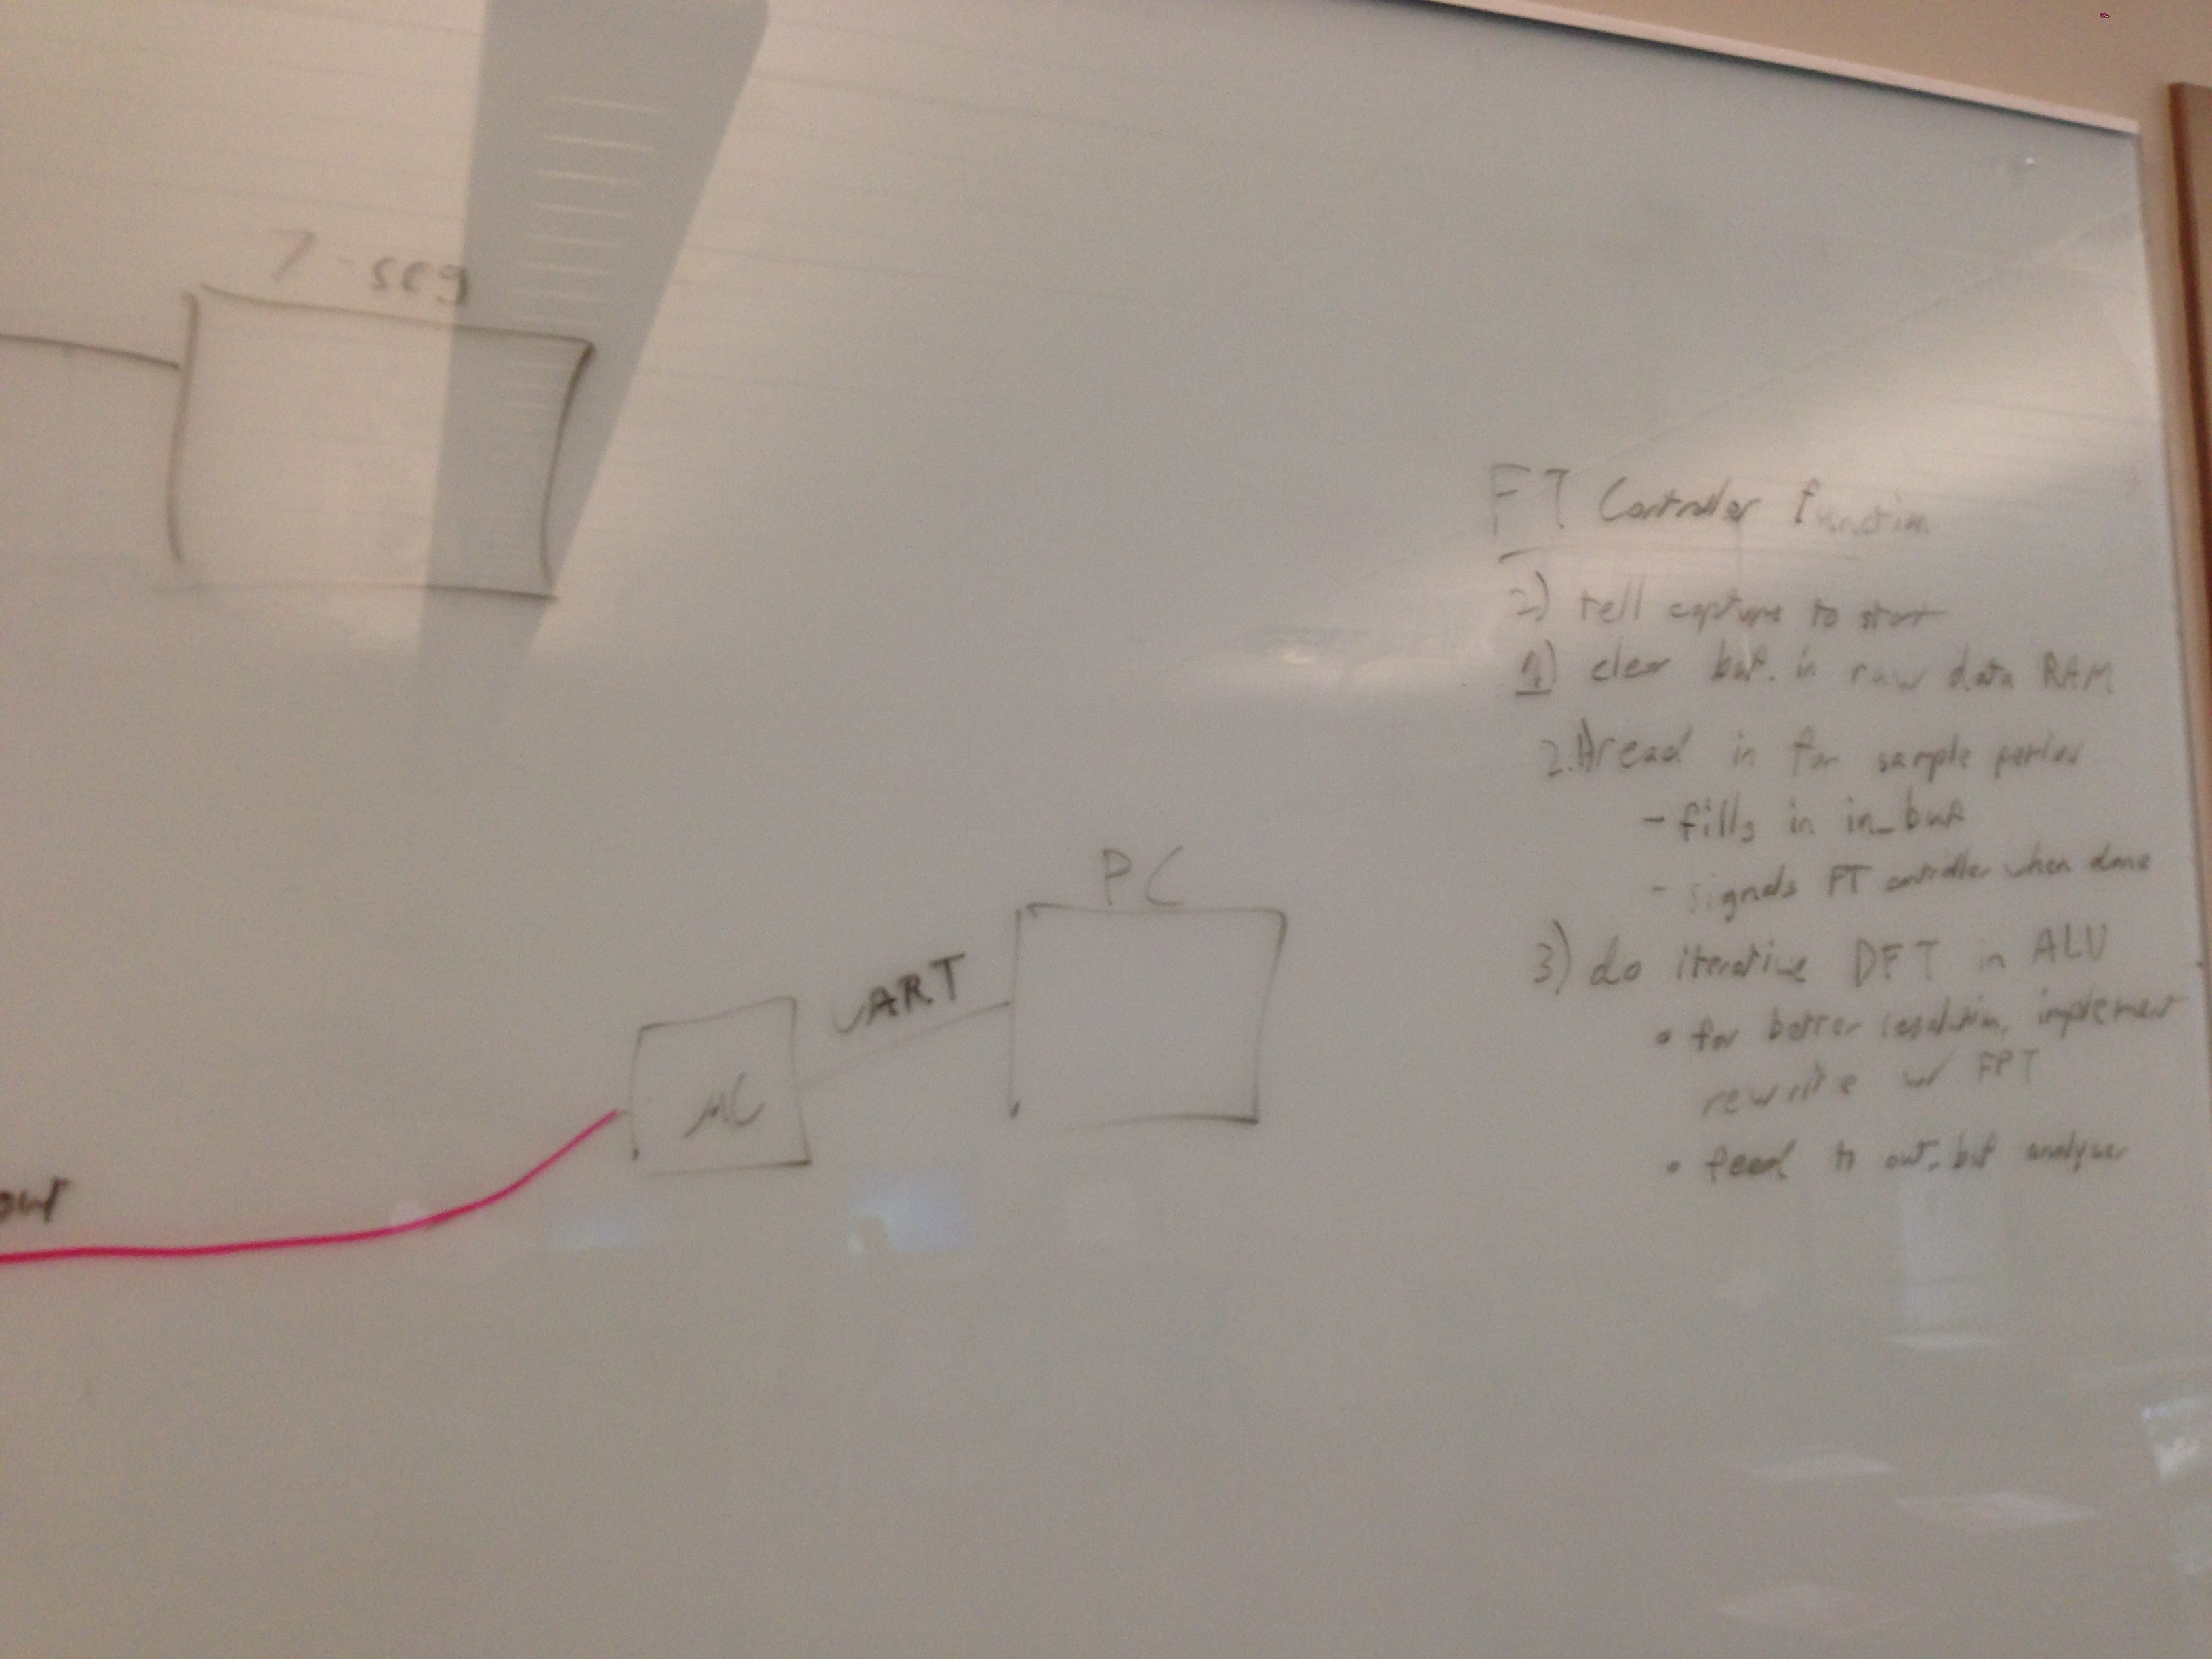 7-seg
FT Controller function
2) tell capture to start
1) clear buf. in raw data RAM
2.A) read in for sample period
- fills in in_buf
- signals FT controller when done
PC
3) do iterative DFT in ALU
UART
• for better resolution, implement
rewrite w/ FFT
μC
• feed to out_buf analyzer
out